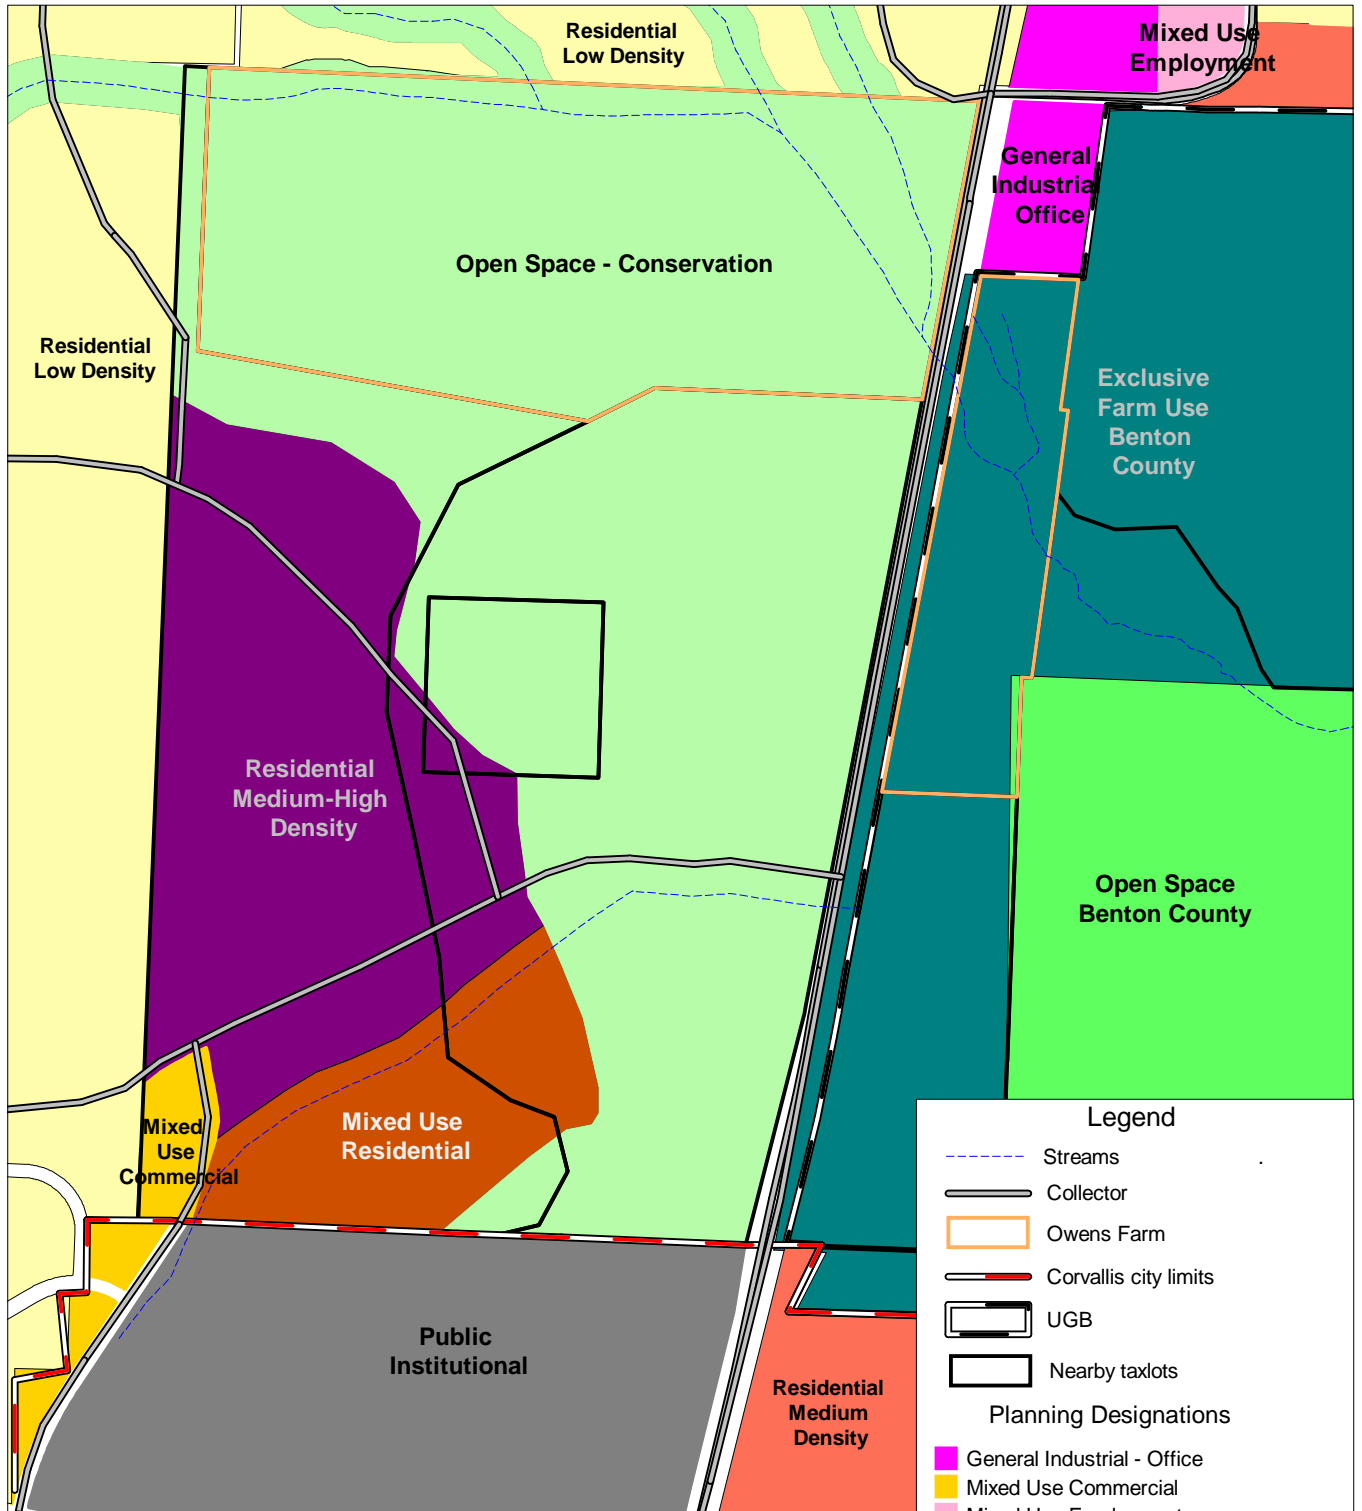 Residential
Low Density
Mixed Use
Employment
General
Industrial
Office
Open Space - Conservation
Residential
Low Density
Exclusive
Farm Use
Benton
County
Residential
Medium-High
Density
Open Space
Benton County
Mixed
Use
Commercial
Mixed Use
Residential
Public
Institutional
Residential
Medium
Density
Legend
Streams .
Collector
Owens Farm
Corvallis city limits
UGB
Nearby taxlots
Planning Designations
General Industrial - Office
Mixed Use Commercial
Mixed Use Employment